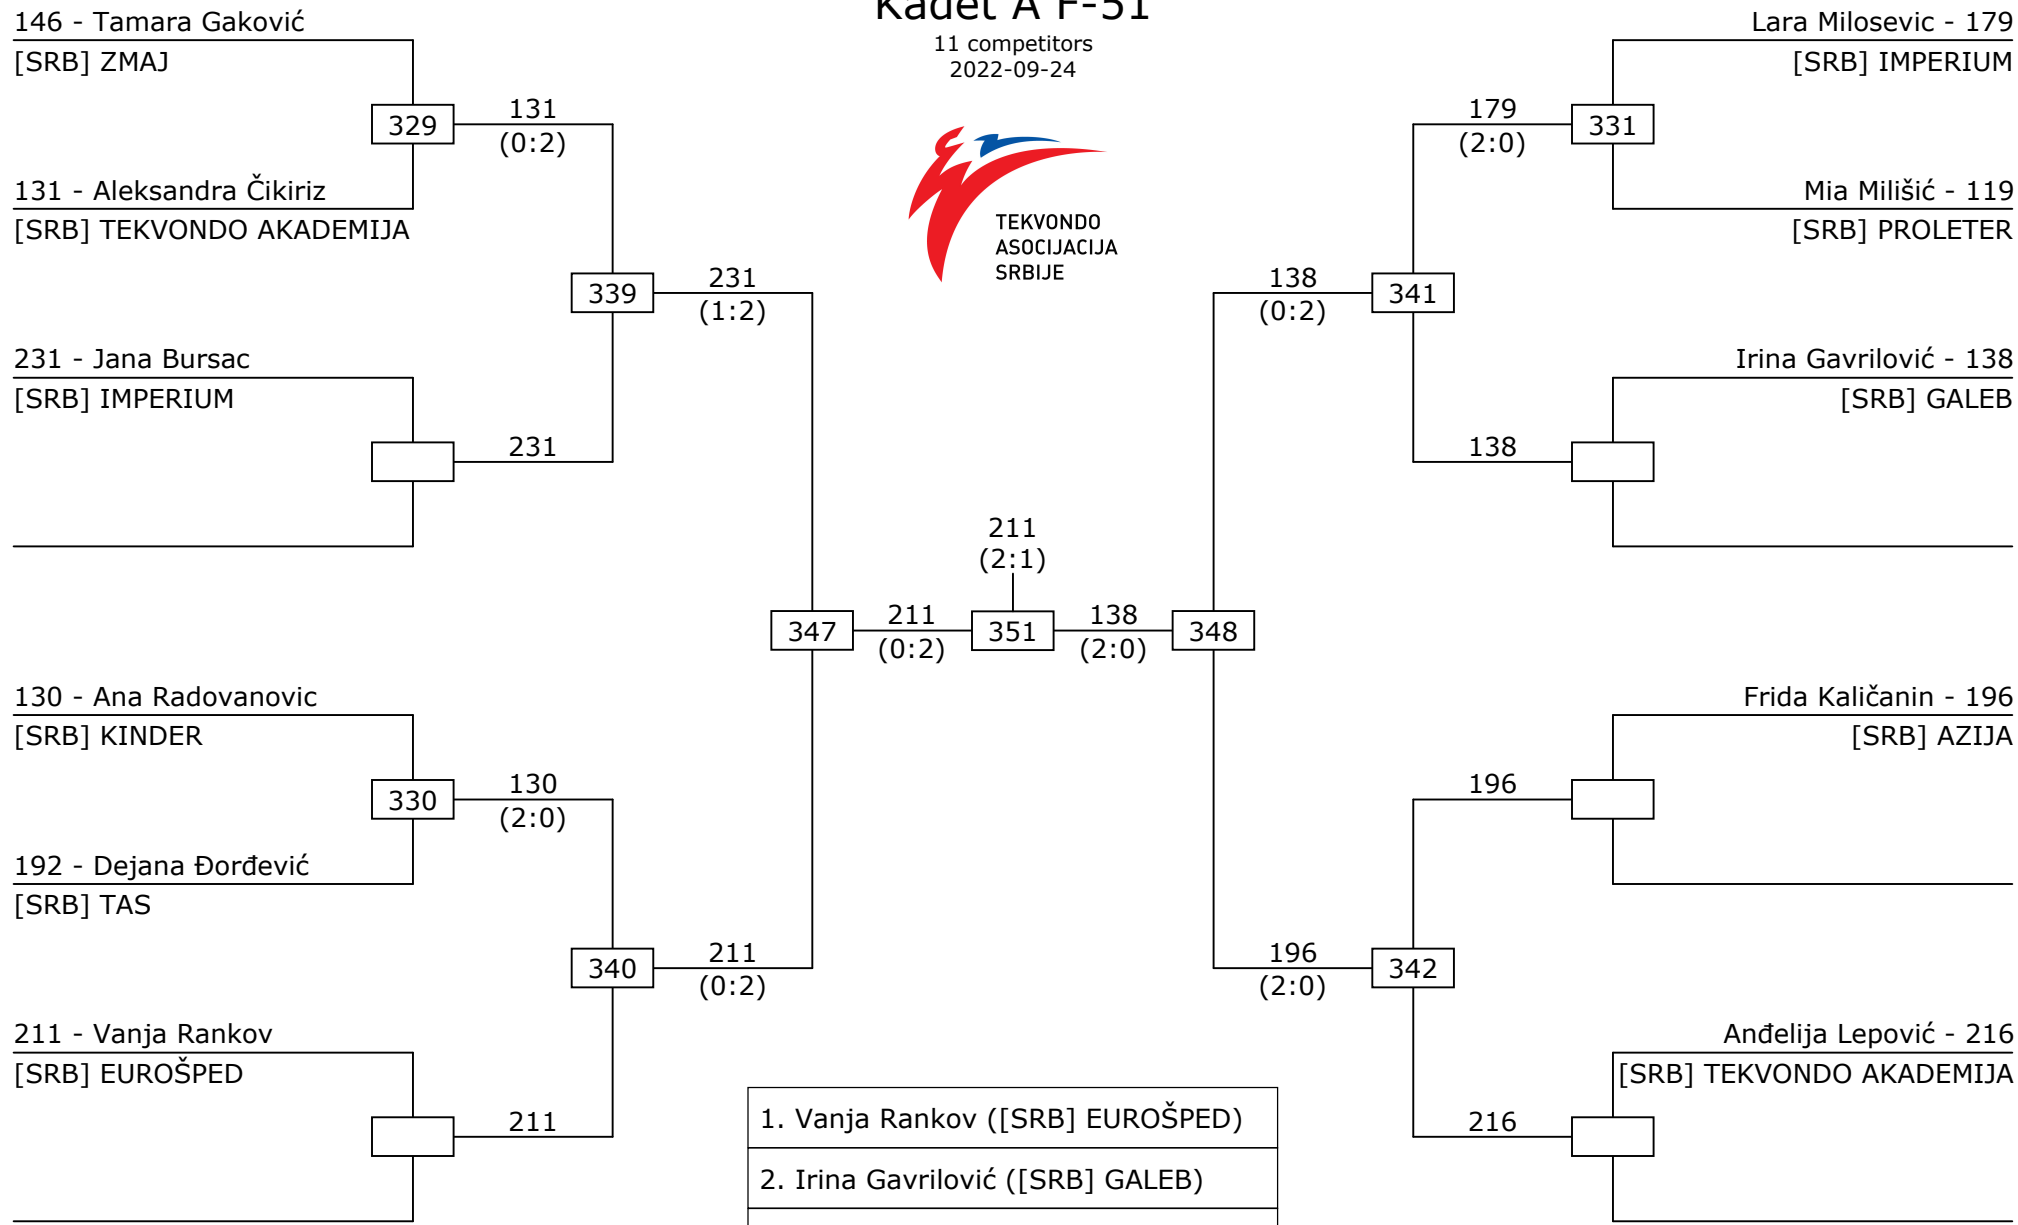 Kadet A F-51
11 competitors
2022-09-24
TEKVONDO
ASOCIJACIJA
SRBIJE
146 - Tamara Gaković
[SRB] ZMAJ
329
131
(0:2)
131 - Aleksandra Čikiriz
[SRB] TEKVONDO AKADEMIJA
339
231
(1:2)
231 - Jana Bursac
[SRB] IMPERIUM
231
130 - Ana Radovanovic
[SRB] KINDER
330
130
(2:0)
192 - Dejana Đorđević
[SRB] TAS
340
211
(0:2)
211 - Vanja Rankov
[SRB] EUROŠPED
211
347
211
(0:2)
211
(2:1)
351
138
(2:0)
348
Lara Milosevic - 179
[SRB] IMPERIUM
179
(2:0)
331
Mia Milišić - 119
[SRB] PROLETER
138
(0:2)
341
Irina Gavrilović - 138
[SRB] GALEB
138
Frida Kaličanin - 196
[SRB] AZIJA
196
196
(2:0)
342
Anđelija Lepović - 216
[SRB] TEKVONDO AKADEMIJA
216
1. Vanja Rankov ([SRB] EUROŠPED)
2. Irina Gavrilović ([SRB] GALEB)